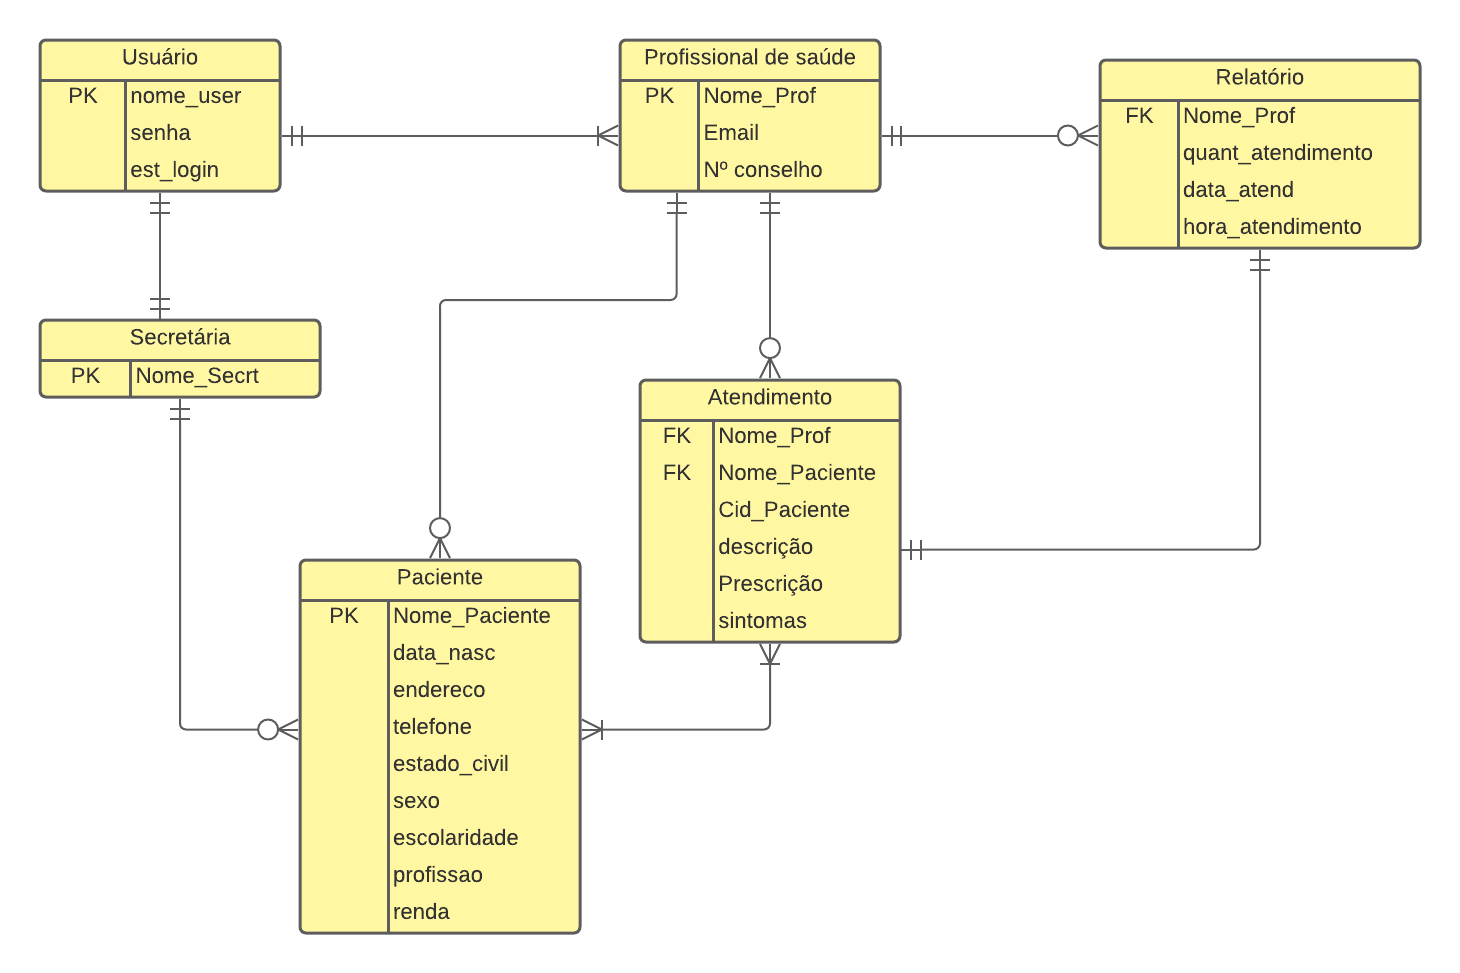 Usuário
PK nome_user
senha
est_login
Profissional de saúde
PK Nome_Prof
Email
Nº conselho
Relatório
FK Nome_Prof
quant_atendimento
data_atend
hora_atendimento
Secretária
PK Nome_Secrt
Atendimento
FK Nome_Prof
FK Nome_Paciente
Cid_Paciente
descrição
Prescrição
sintomas
Paciente
PK Nome_Paciente
data_nasc
endereco
telefone
estado_civil
sexo
escolaridade
profissao
renda